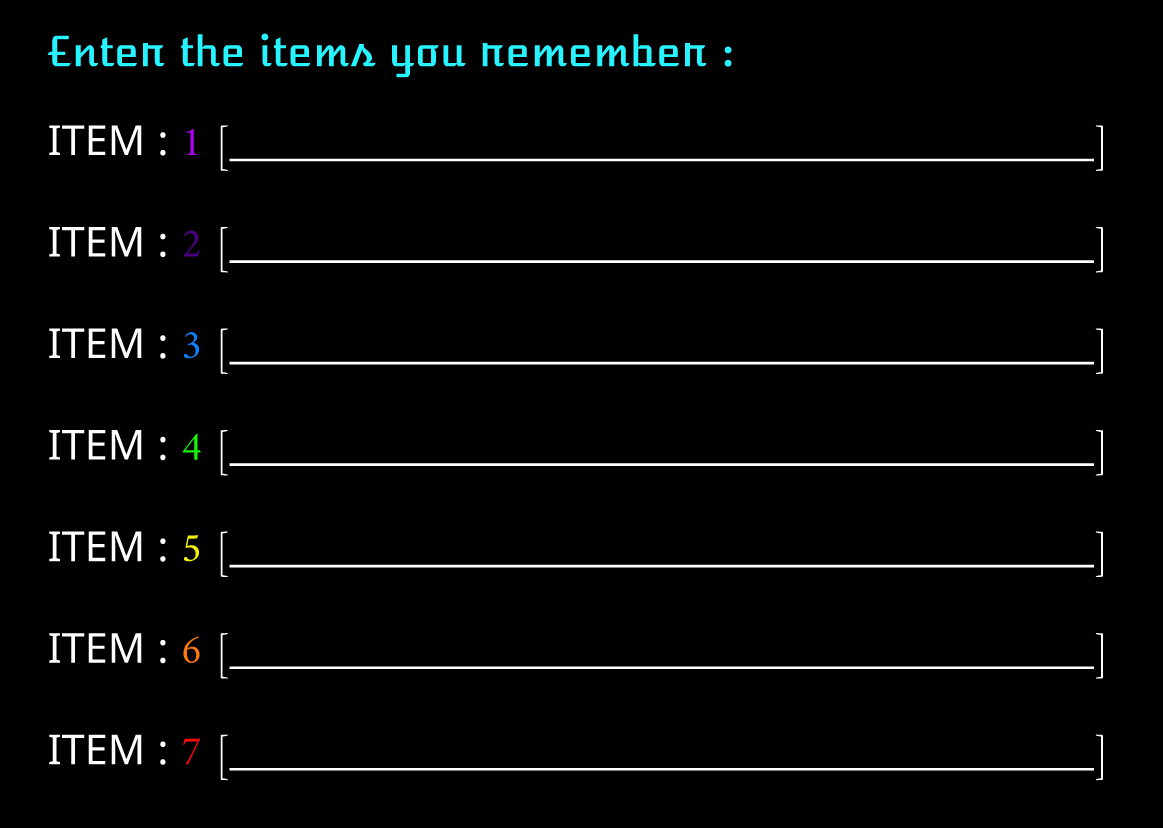 Enter the items you remember :
ITEM : 1 [                    ]
ITEM : 2 [                    ]
ITEM : 3 [                    ]
ITEM : 4 [                    ]
ITEM : 5 [                    ]
ITEM : 6 [                    ]
ITEM : 7 [                    ]